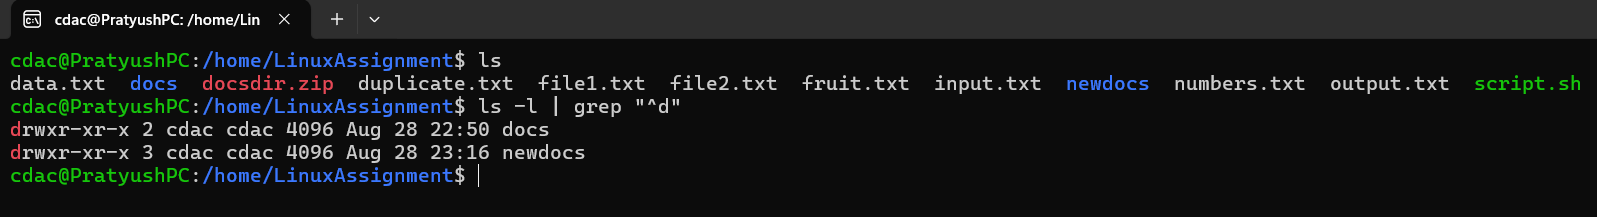 cdac@PratyushPC: /home/Lin
cdac@PratyushPC:/home/LinuxAssignment$ ls
data.txt docs docsdir.zip duplicate.txt file1.txt file2.txt fruit.txt input.txt newdocs numbers.txt output.txt script.sh
cdac@PratyushPC:/home/LinuxAssignment$ ls -l | grep "^d"
drwxr-xr-x 2 cdac cdac 4096 Aug 28 22:50 docs
drwxr-xr-x 3 cdac cdac 4096 Aug 28 23:16 newdocs
cdac@PratyushPC:/home/LinuxAssignment$